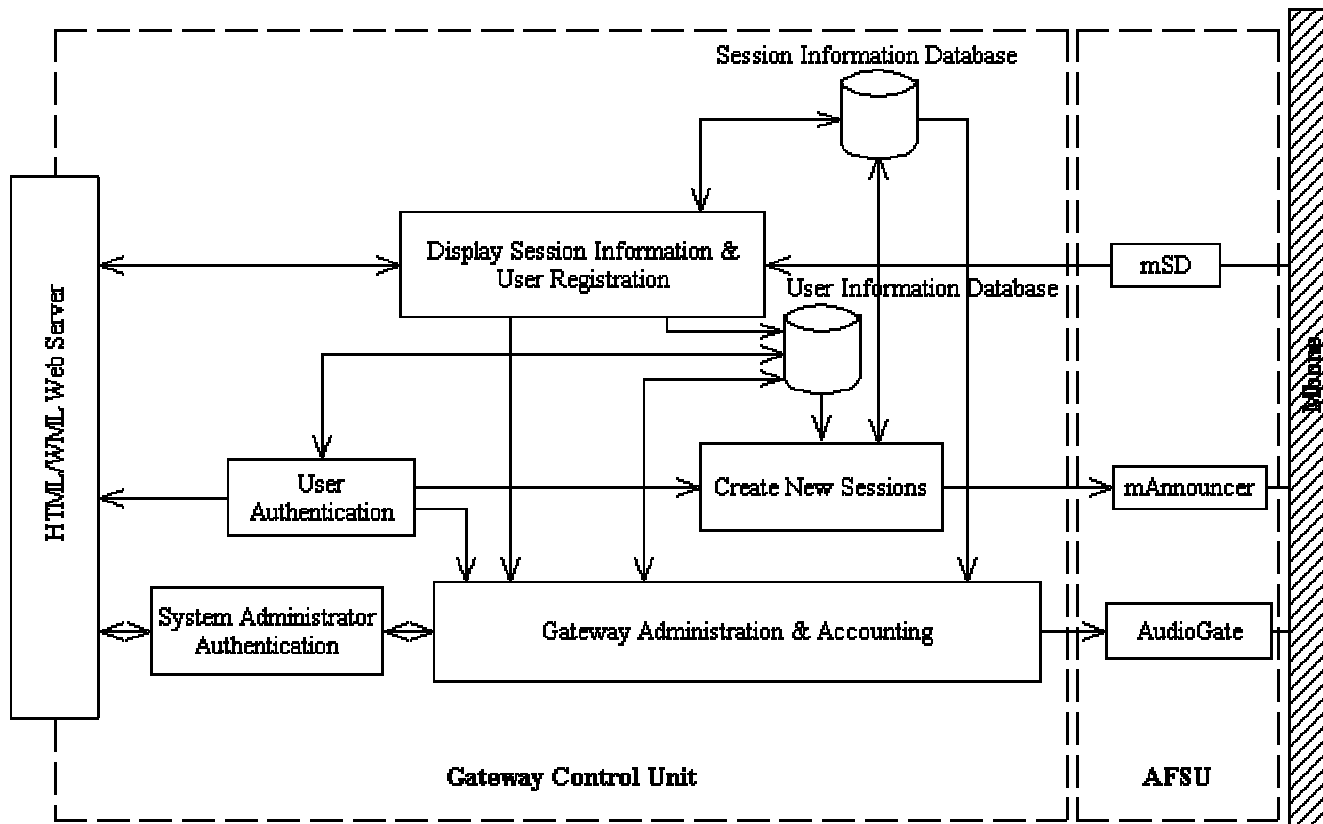 Session Information Database
Display Session Information &
User Registration
mSD
User Information Database
HTML/WML Web Server
Mbone
User
Authentication
Create New Sessions
mAnnouncer
System Administrator
Authentication
Gateway Administration & Accounting
AudioGate
Gateway Control Unit
AFSU